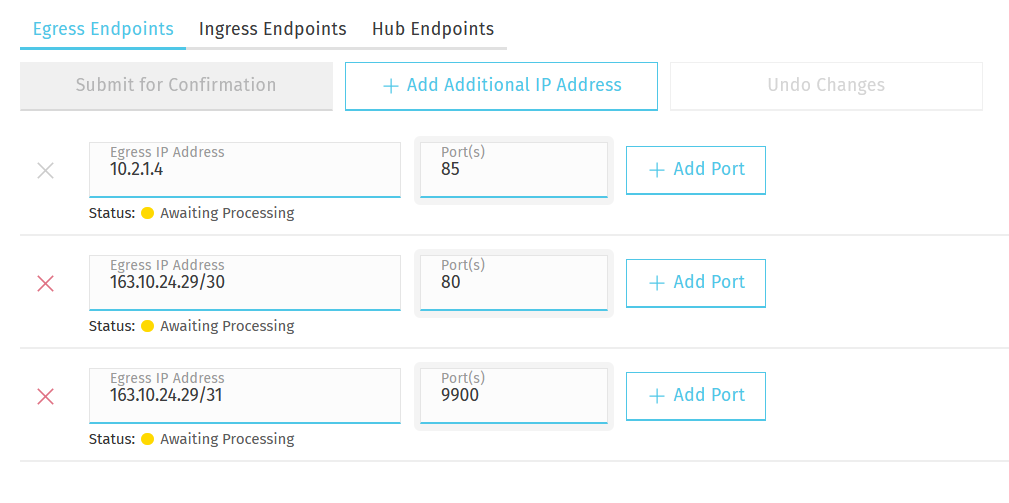 Egress Endpoints Ingress Endpoints Hub Endpoints
Submit for Confirmation + Add Additional IP Address Undo Changes
Egress IP Address Port(s)
10.2.1.4 85 + Add Port
Status: Awaiting Processing
Egress IP Address Port(s)
163.10.24.29/30 80 + Add Port
Status: Awaiting Processing
Egress IP Address Port(s)
163.10.24.29/31 9900 + Add Port
Status: Awaiting Processing